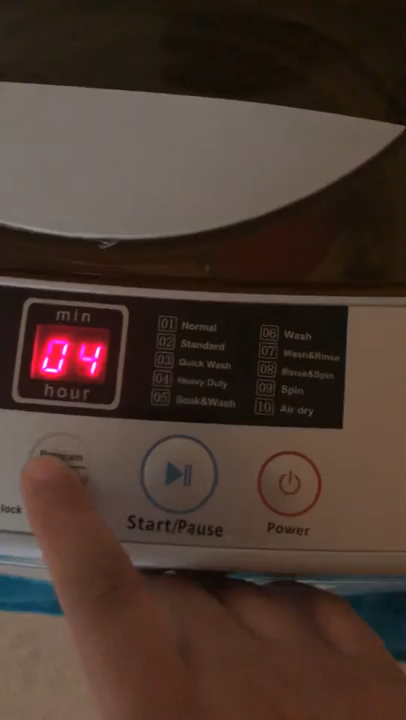 min
04
hour
01 Normal
02 Standard
03 Quick Wash
04 Heavy Duty
05 Soak&Wash
06 Wash
07 Wash&Rinse
08 Rinse&Spin
09 Spin
10 Air dry
Program
lock
Start/Pause
Power